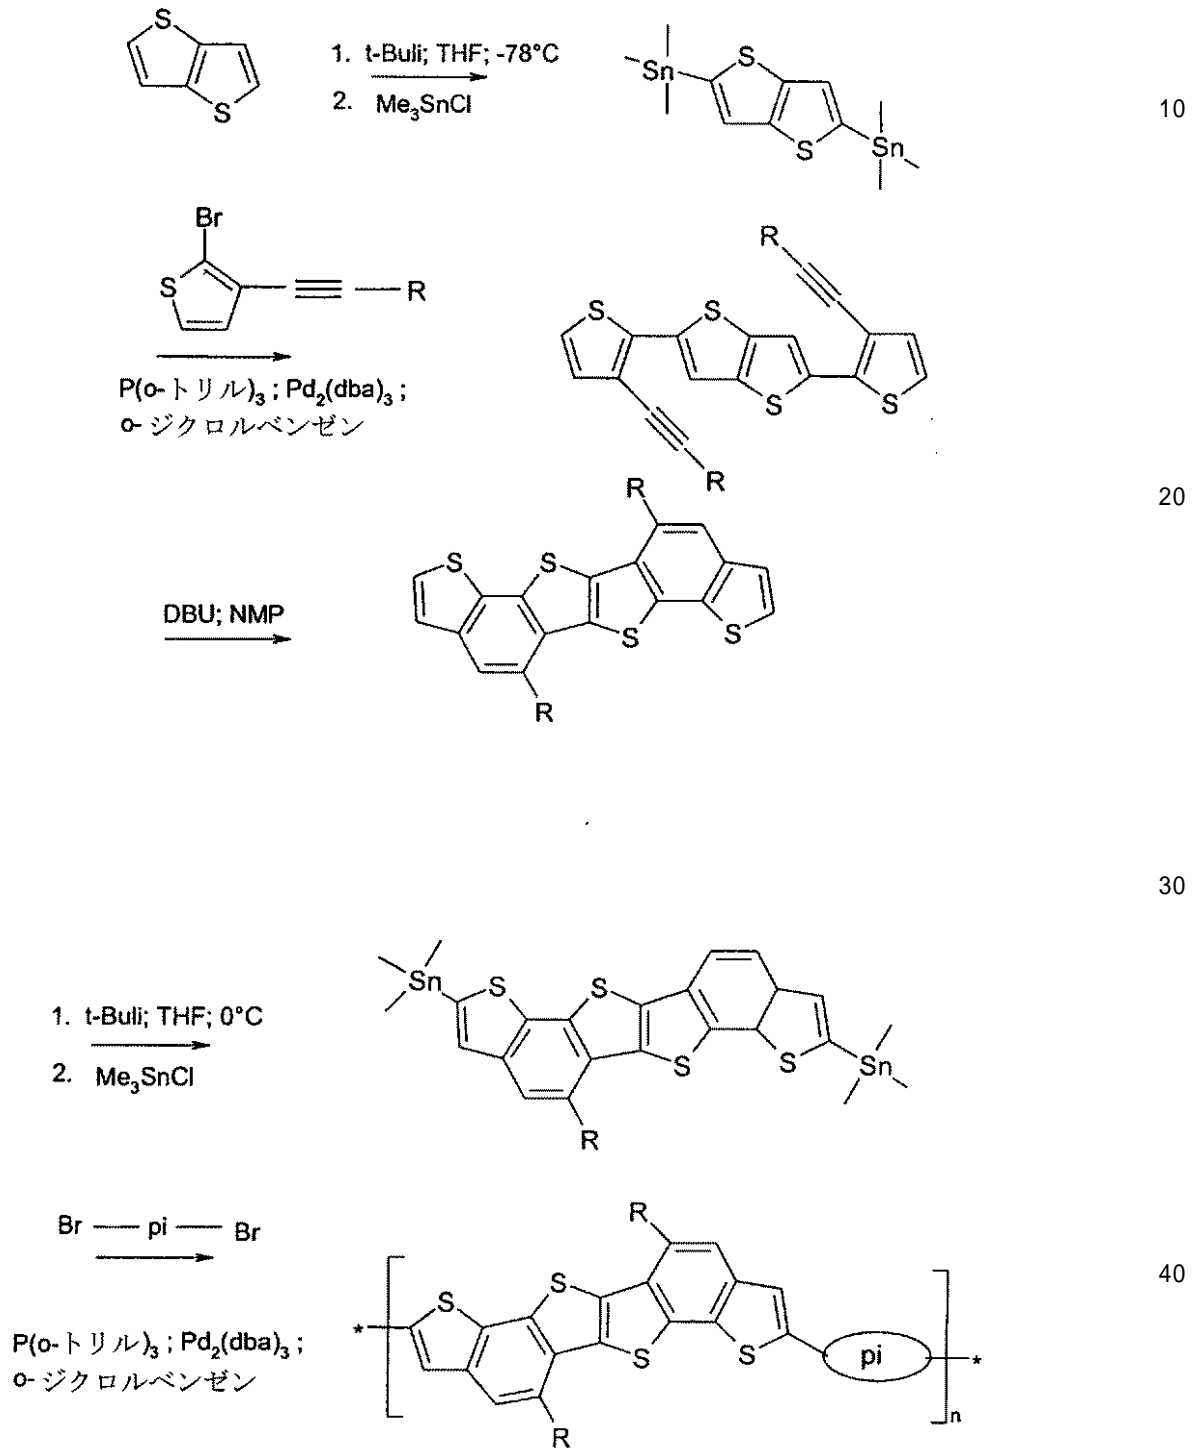 S
S
1. t-Buli; THF; -78°C
2. Me₃SnCl
Sn
S
S
Sn
10
Br
S
R
P(o-トリル)₃ ; Pd₂(dba)₃ ;
o- ジクロルベンゼン
R
S
S
S
S
R
20
DBU; NMP
R
S
S
S
S
R
30
1. t-Buli; THF; 0°C
2. Me₃SnCl
Sn
S
S
S
S
Sn
R
Br — pi — Br
P(o-トリル)₃ ; Pd₂(dba)₃ ;
o- ジクロルベンゼン
R
*
S
S
S
S
pi
*
n
R
40